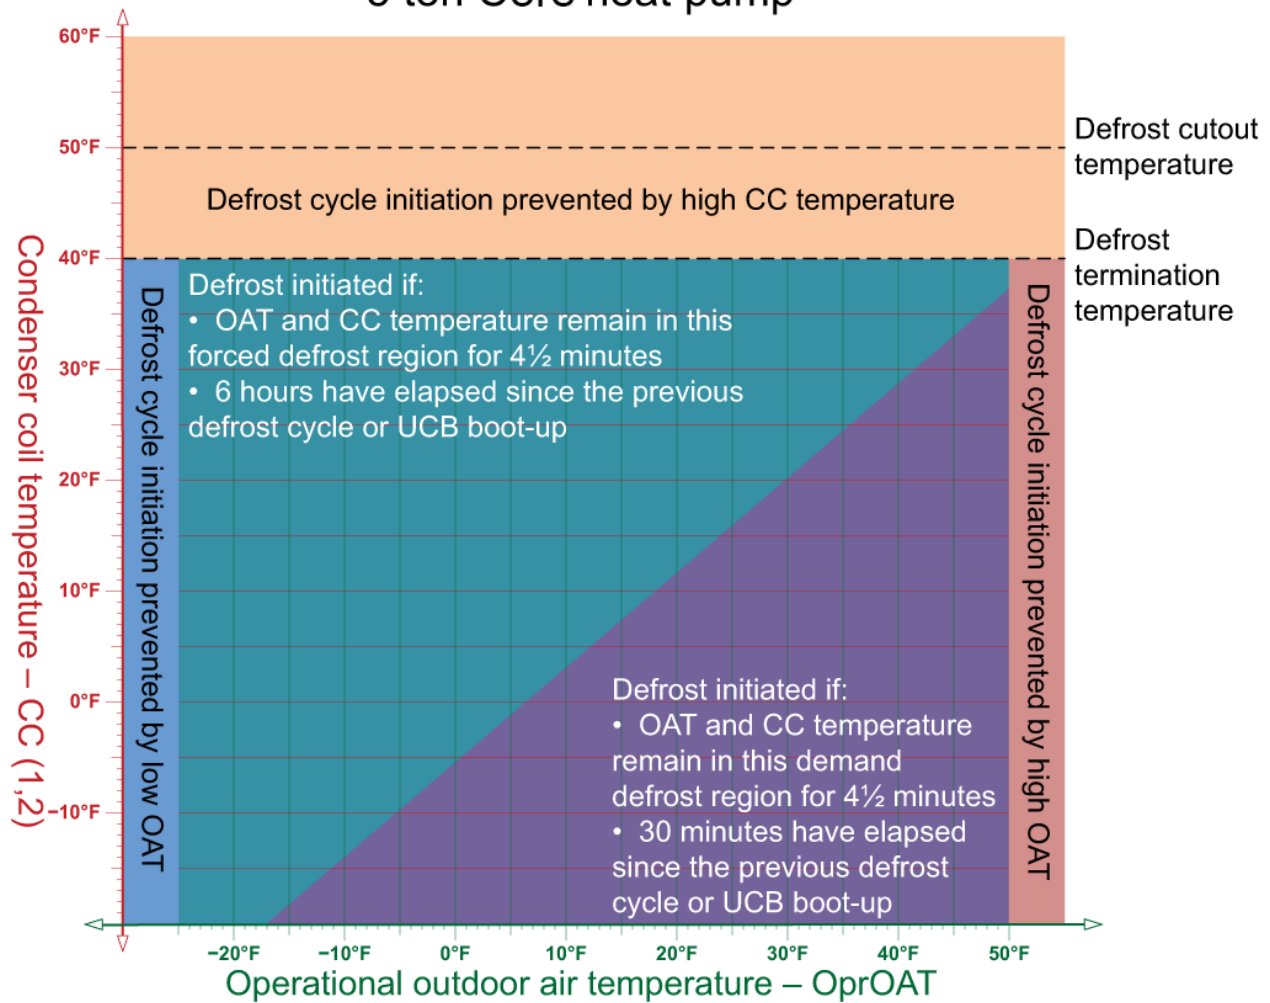 Core heat pump
60°F
50°F
40°F
30°F
20°F
10°F
0°F
−10°F
Condenser coil temperature – CC (1,2)
Defrost cutout
temperature
Defrost
termination
temperature
Defrost cycle initiation prevented by high CC temperature
Defrost cycle initiation prevented by low OAT
Defrost initiated if:
• OAT and CC temperature remain in this
forced defrost region for 4½ minutes
• 6 hours have elapsed since the previous
defrost cycle or UCB boot-up
Defrost cycle initiation prevented by high OAT
Defrost initiated if:
• OAT and CC temperature
remain in this demand
defrost region for 4½ minutes
• 30 minutes have elapsed
since the previous defrost
cycle or UCB boot-up
−20°F −10°F 0°F 10°F 20°F 30°F 40°F 50°F
Operational outdoor air temperature – OprOAT